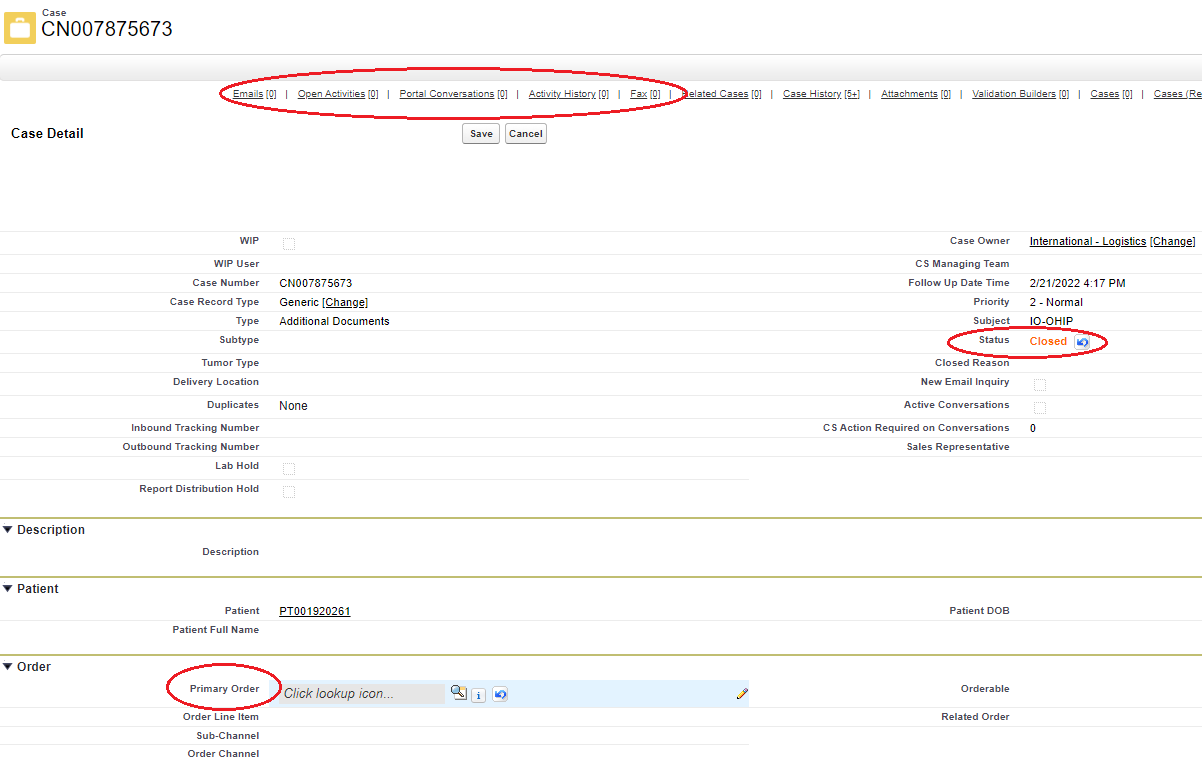 Case
CN007875673
Emails [0] | Open Activities [0] | Portal Conversations [0] | Activity History [0] | Fax [0] | Related Cases [0] | Case History [5+] | Attachments [0] | Validation Builders [0] | Cases [0] | Cases (Re
Case Detail Save Cancel
WIP Case Owner International - Logistics [Change]
WIP User CS Managing Team
Case Number CN007875673 Follow Up Date Time 2/21/2022 4:17 PM
Case Record Type Generic [Change] Priority 2 - Normal
Type Additional Documents Subject IO-OHIP
Subtype Status Closed
Tumor Type Closed Reason
Delivery Location New Email Inquiry
Duplicates None Active Conversations
Inbound Tracking Number CS Action Required on Conversations 0
Outbound Tracking Number Sales Representative
Lab Hold
Report Distribution Hold
Description
Description
Patient
Patient PT001920261 Patient DOB
Patient Full Name
Order
Primary Order Click lookup icon... Orderable
Order Line Item Related Order
Sub-Channel
Order Channel